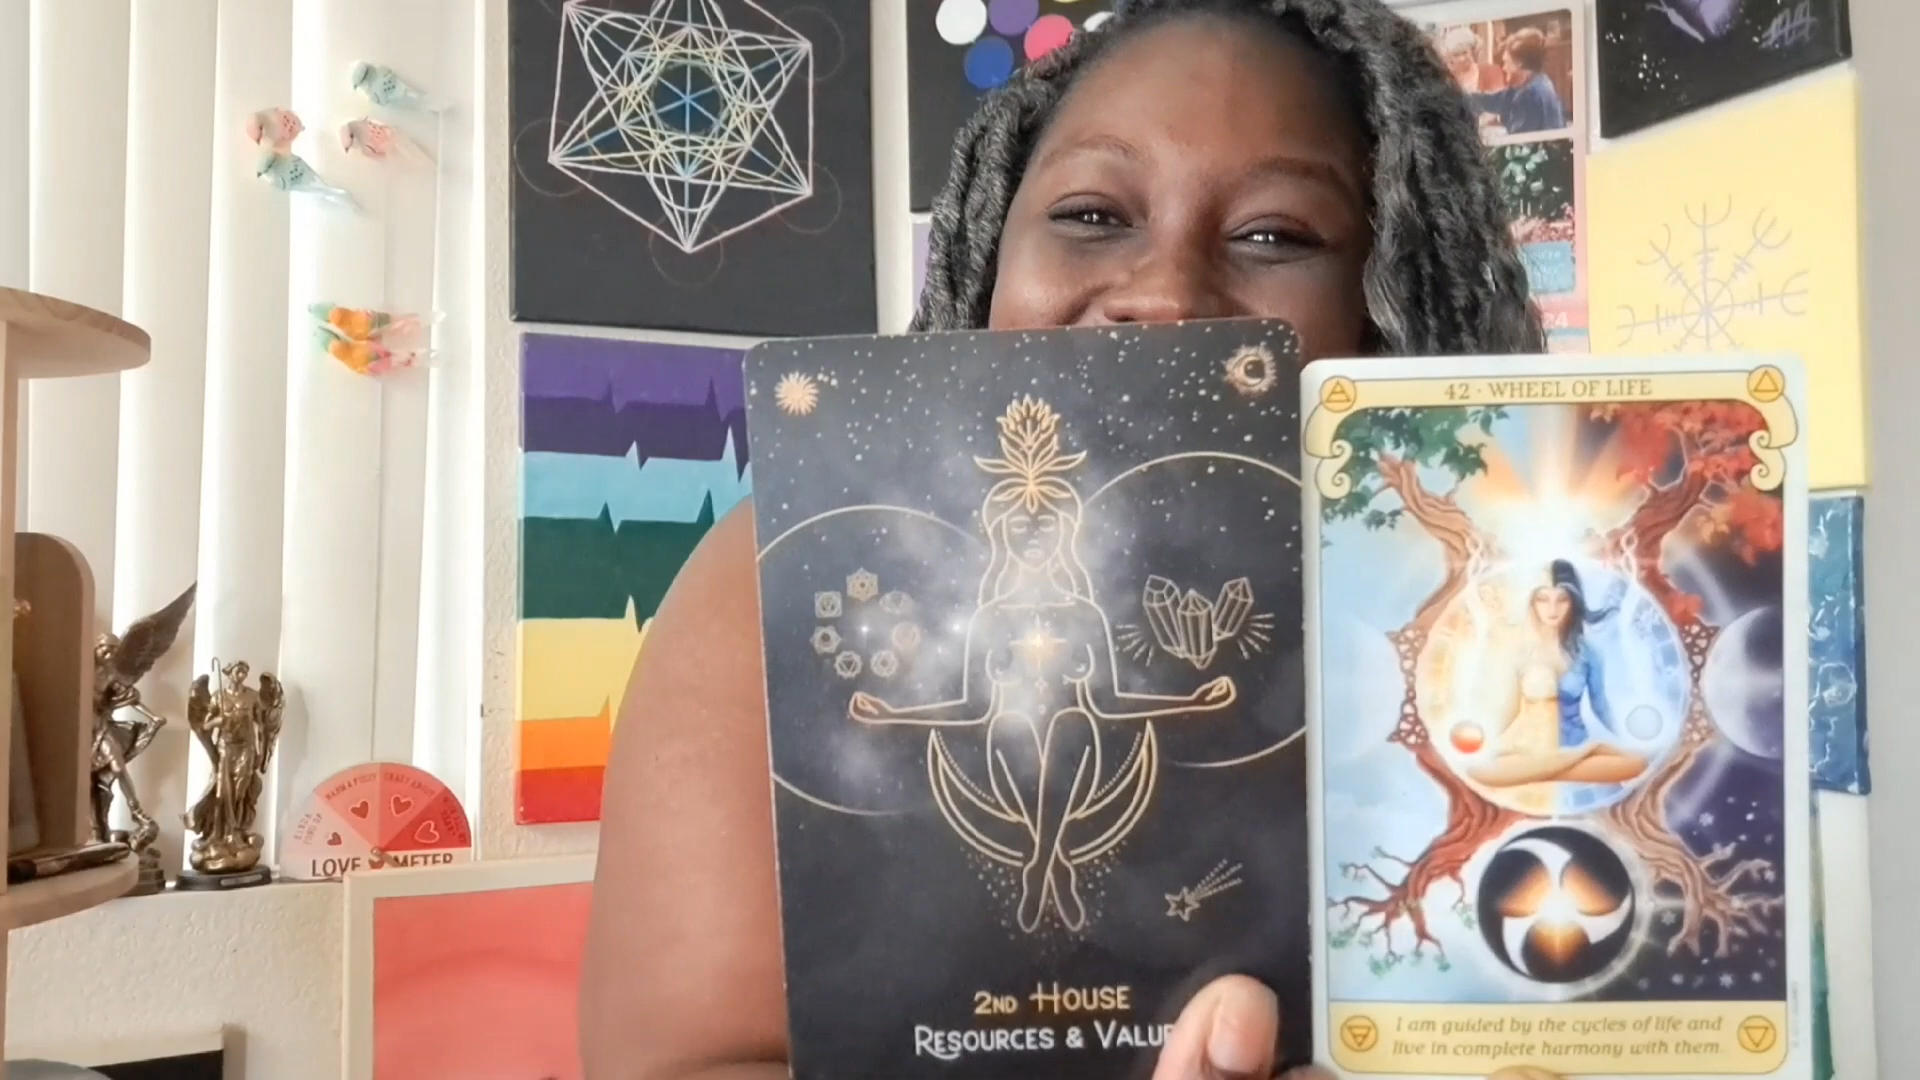 42 · WHEEL OF LIFE
LOVE METER
2ND HOUSE
RESOURCES & VALUE
I am guided by the cycles of life and
live in complete harmony with them.